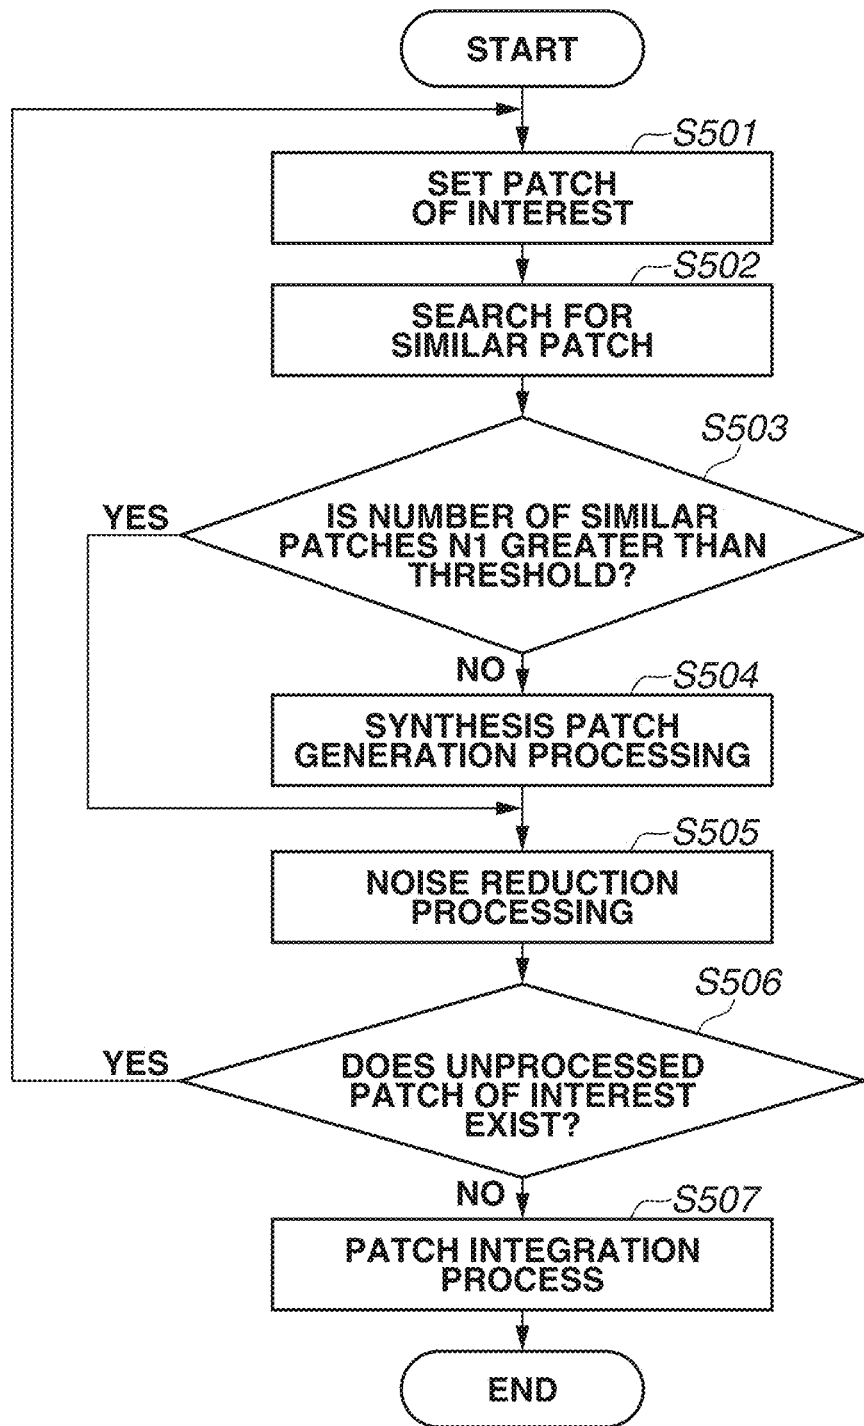 START
S501
SET PATCH
OF INTEREST
S502
SEARCH FOR
SIMILAR PATCH
S503
YES
IS NUMBER OF SIMILAR
PATCHES N1 GREATER THAN
THRESHOLD?
NO
S504
SYNTHESIS PATCH
GENERATION PROCESSING
S505
NOISE REDUCTION
PROCESSING
S506
YES
DOES UNPROCESSED
PATCH OF INTEREST
EXIST?
NO
S507
PATCH INTEGRATION
PROCESS
END